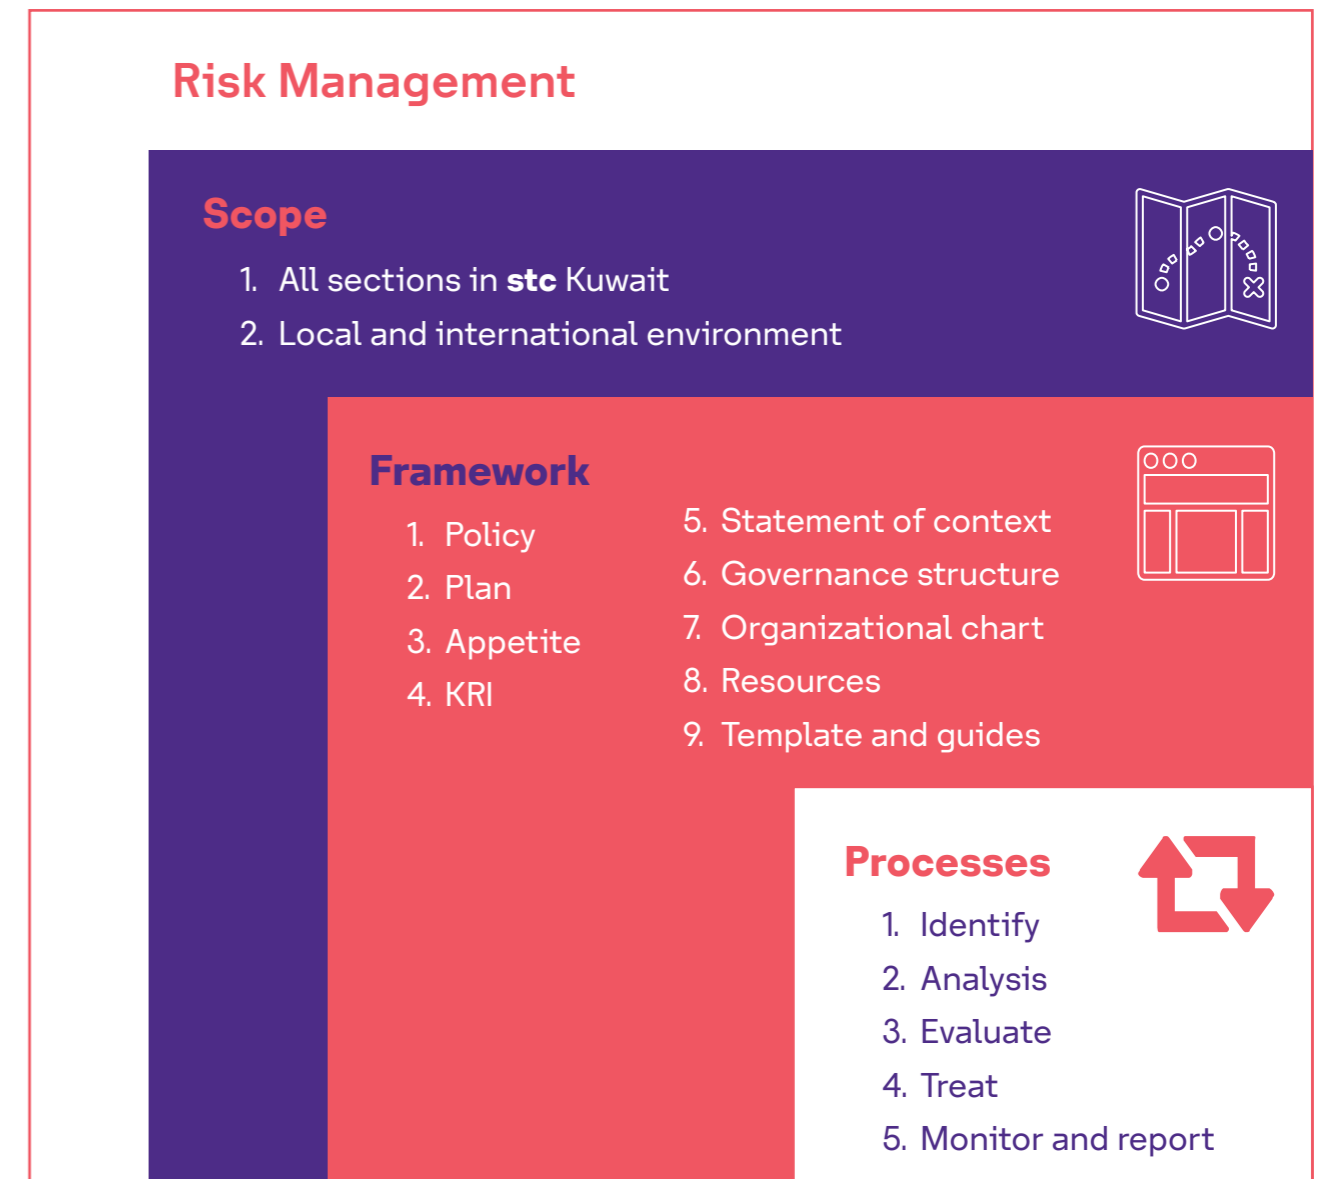 Risk Management
Scope
1. All sections in stc Kuwait
2. Local and international environment
Framework
1. Policy
2. Plan
3. Appetite
4. KRI
5. Statement of context
6. Governance structure
7. Organizational chart
8. Resources
9. Template and guides
Processes
1. Identify
2. Analysis
3. Evaluate
4. Treat
5. Monitor and report